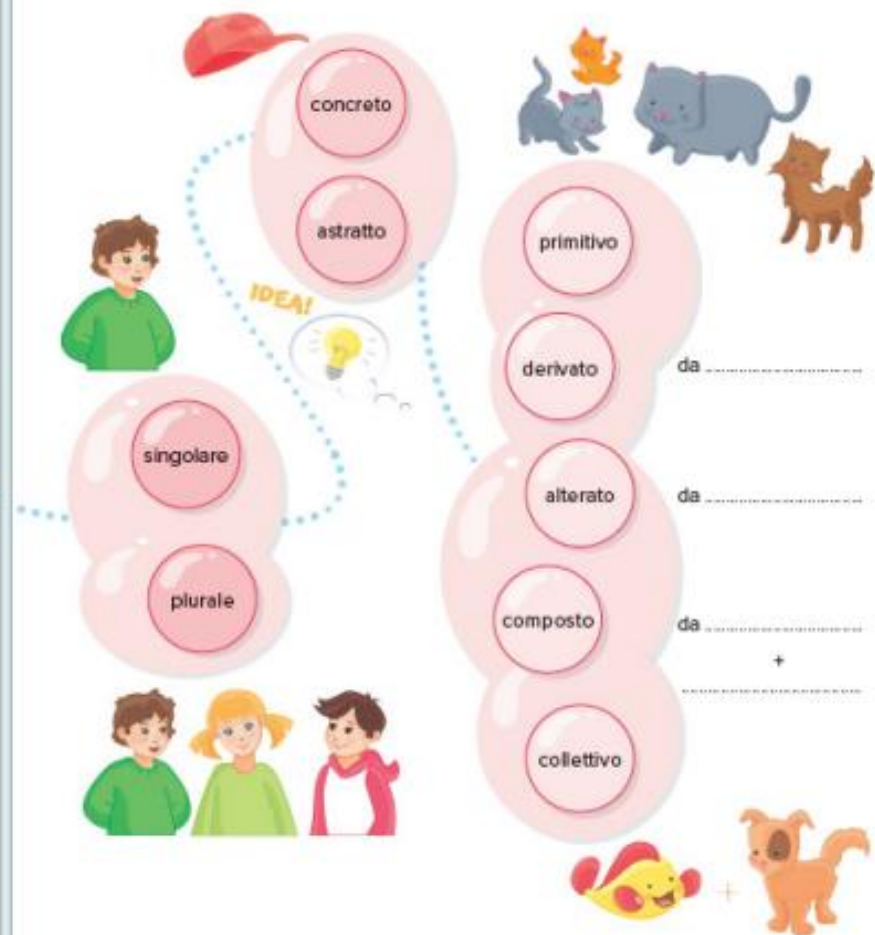 concreto
astratto
IDEA!
singolare
plurale
primitivo
derivato
da ..............................
alterato
da ..............................
composto
da ..............................
+
..............................
collettivo
+